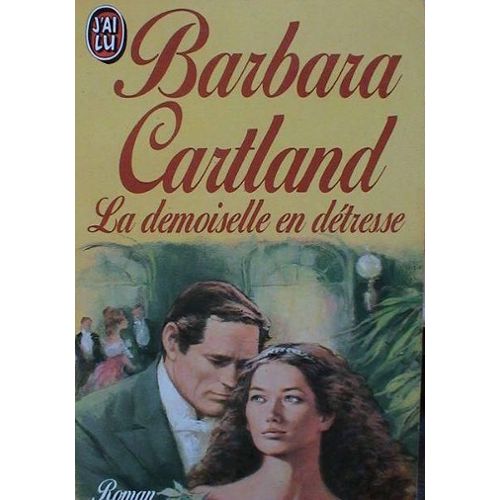 J'AI
LU
Barbara
Cartland
La demoiselle en détresse
Roman